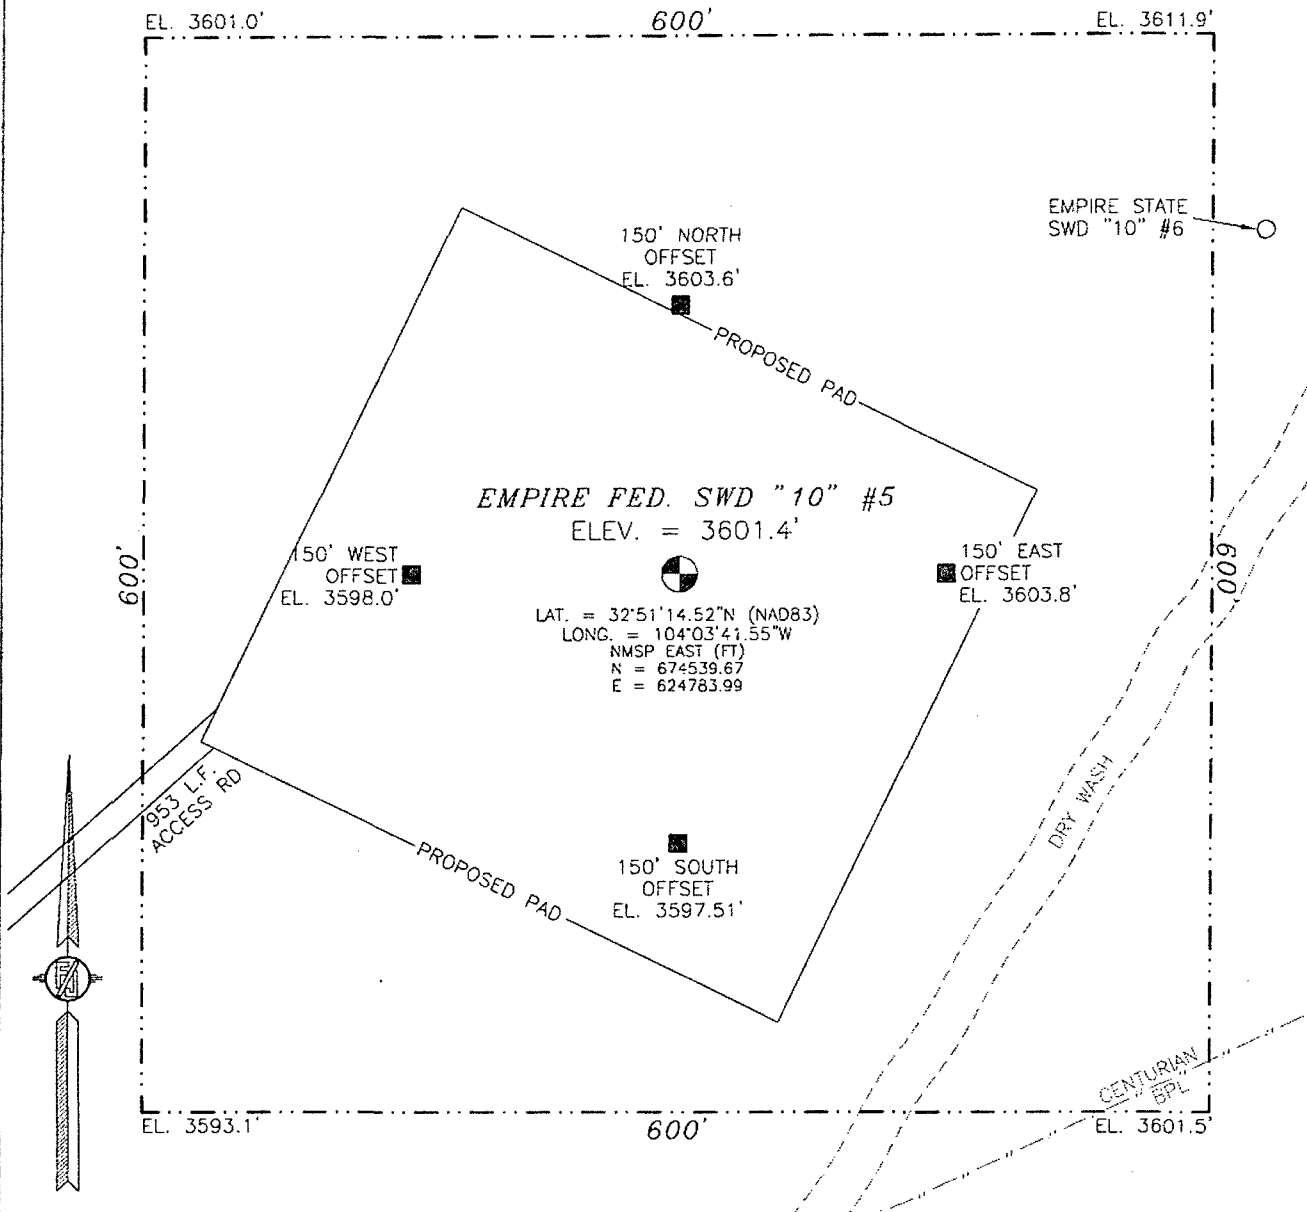 EL. 3601.0'
600'
EL. 3611.9'
EMPIRE STATE
SWD "10" #6
150' NORTH
OFFSET
EL. 3603.6'
PROPOSED PAD
EMPIRE FED. SWD "10" #5
ELEV. = 3601.4'
600'
150' WEST
OFFSET
EL. 3598.0'
150' EAST
OFFSET
EL. 3603.8'
600'
LAT. = 32°51'14.52"N (NAD83)
LONG. = 104°03'41.55"W
NMSP EAST (FT)
N = 674539.67
E = 624783.99
953 L.F.
ACCESS RD
PROPOSED PAD
150' SOUTH
OFFSET
EL. 3597.51'
DRY WASH
CENTURIAN
BPL
EL. 3593.1'
600'
EL. 3601.5'